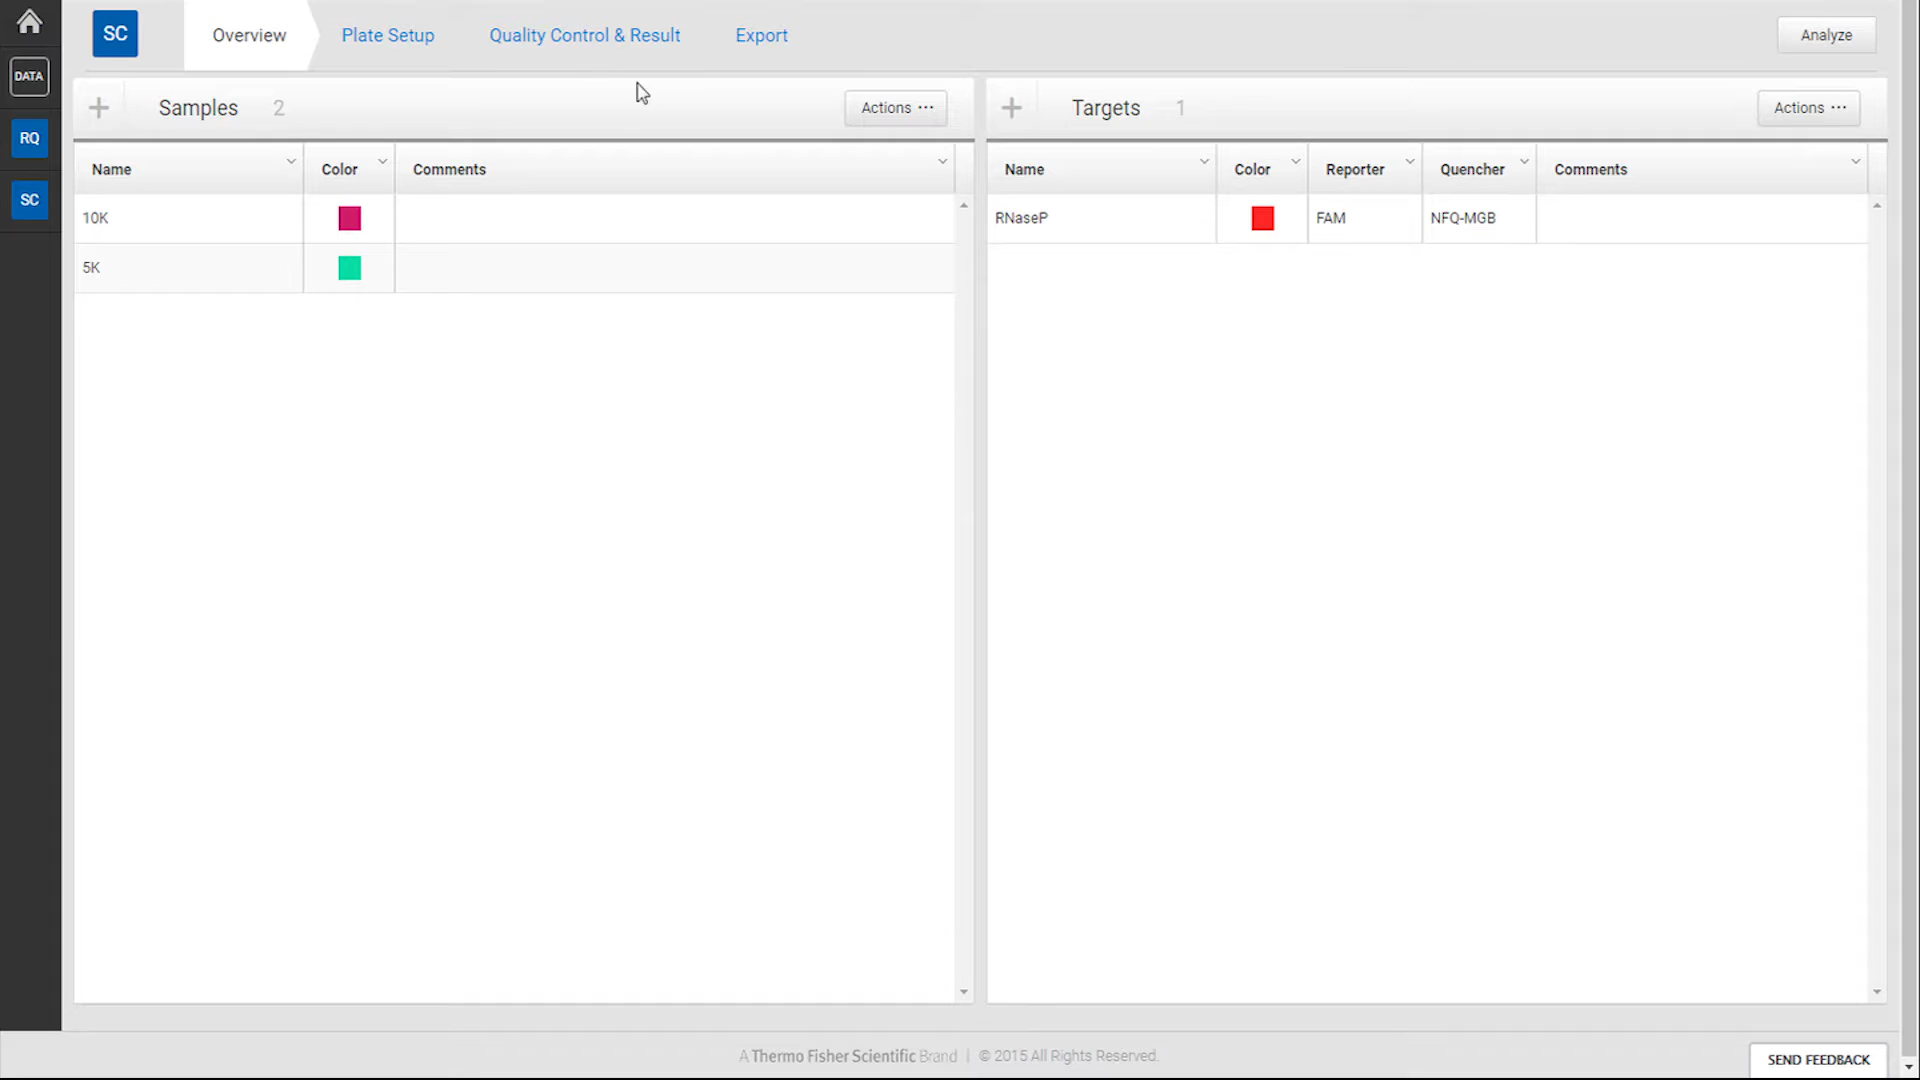 SC Overview Plate Setup Quality Control & Result Export Analyze
DATA
Samples 2 Actions ··· Targets 1 Actions ···
RQ
Name Color Comments Name Color Reporter Quencher Comments
SC
10K RNaseP FAM NFQ-MGB
5K
A Thermo Fisher Scientific Brand | © 2015 All Rights Reserved.
SEND FEEDBACK